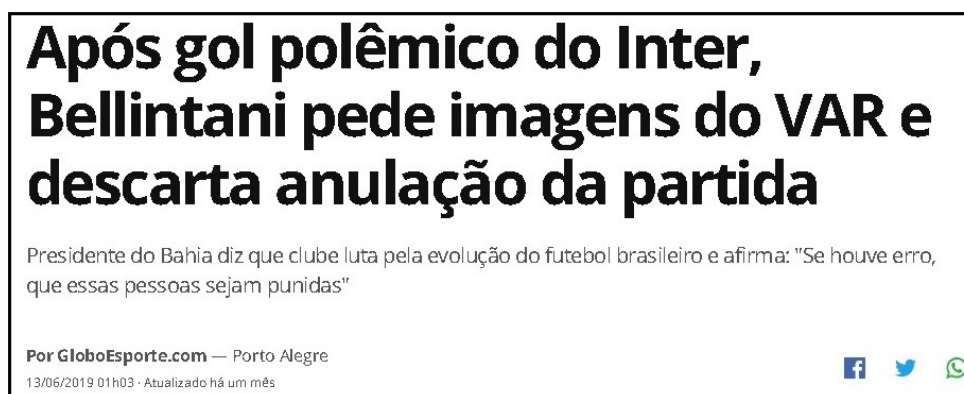 Após gol polêmico do Inter,
Bellintani pede imagens do VAR e
descarta anulação da partida
Presidente do Bahia diz que clube luta pela evolução do futebol brasileiro e afirma: "Se houve erro,
que essas pessoas sejam punidas"
Por GloboEsporte.com — Porto Alegre
13/06/2019 01h03 · Atualizado há um mês